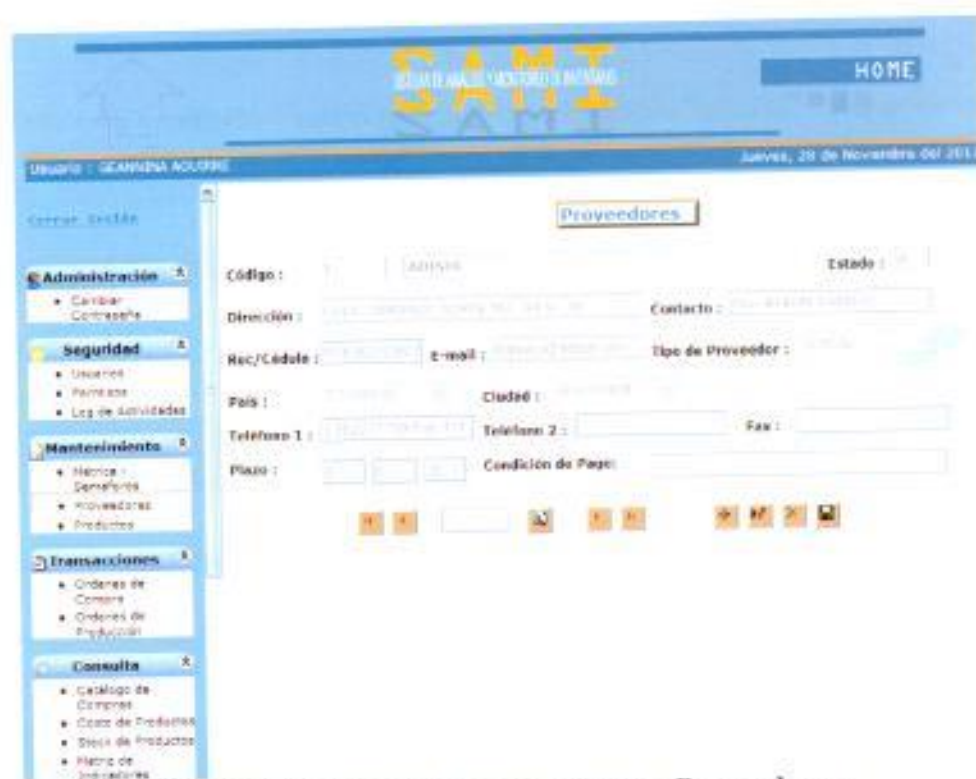 SAMI
HOME
Usuario : GEANNINA AGUIRRE
Jueves, 28 de Noviembre del 201
Cerrar Sesión
Proveedores
Administración
Cambiar
Contraseña
Seguridad
Usuarios
Permisos
Log de Actividades
Mantenimiento
Métrica -
Semáforos
Proveedores
Productos
Transacciones
Ordenes de
Compra
Ordenes de
Producción
Consulta
Catálogo de
Compras
Costo de Productos
Stock de Productos
Matriz de
Indicadores
Código :
Estado :
Dirección :
Contacto :
Ruc/Cédula :
E-mail :
Tipo de Proveedor :
País :
Ciudad :
Teléfono 1 :
Teléfono 2 :
Fax :
Plazo :
Condición de Pago: